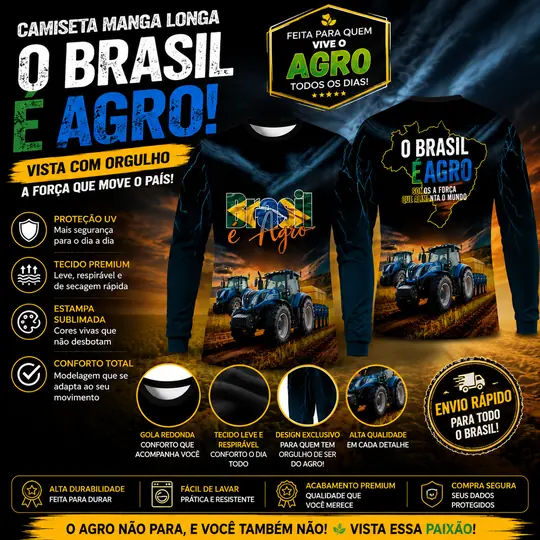 CAMISETA MANGA LONGA
O BRASIL
É AGRO!
VISTA COM ORGULHO
A FORÇA QUE MOVE O PAÍS!
FEITA PARA QUEM
VIVE O
AGRO
TODOS OS DIAS!
PROTEÇÃO UV
Mais segurança
para o dia a dia
TECIDO PREMIUM
Leve, respirável e
de secagem rápida
ESTAMPA
SUBLIMADA
Cores vivas que
não desbotam
CONFORTO TOTAL
Modelagem que se
adapta ao seu
movimento
Brasil
é Agro
O BRASIL
É AGRO
SOMOS A FORÇA
QUE ALIMENTA O MUNDO
GOLA REDONDA
CONFORTO QUE
ACOMPANHA VOCÊ
TECIDO LEVE E
RESPIRÁVEL
CONFORTO O DIA
TODO
DESIGN EXCLUSIVO
PARA QUEM TEM
ORGULHO DE SER
DO AGRO!
ALTA QUALIDADE
EM CADA DETALHE
ENVIO RÁPIDO
PARA TODO
O BRASIL!
ALTA DURABILIDADE
FEITA PARA DURAR
FÁCIL DE LAVAR
PRÁTICA E RESISTENTE
ACABAMENTO PREMIUM
QUALIDADE QUE
VOCÊ MERECE
COMPRA SEGURA
SEUS DADOS
PROTEGIDOS
O AGRO NÃO PARA, E VOCÊ TAMBÉM NÃO! VISTA ESSA PAIXÃO!